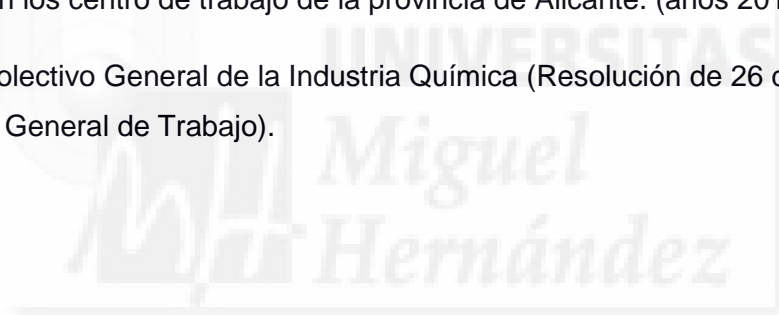 n los centro de trabajo de la provincia de Alicante. (años 201
UNIVERSITAS
olectivo General de la Industria Química (Resolución de 26 d
General de Trabajo).
Miguel
Hernández